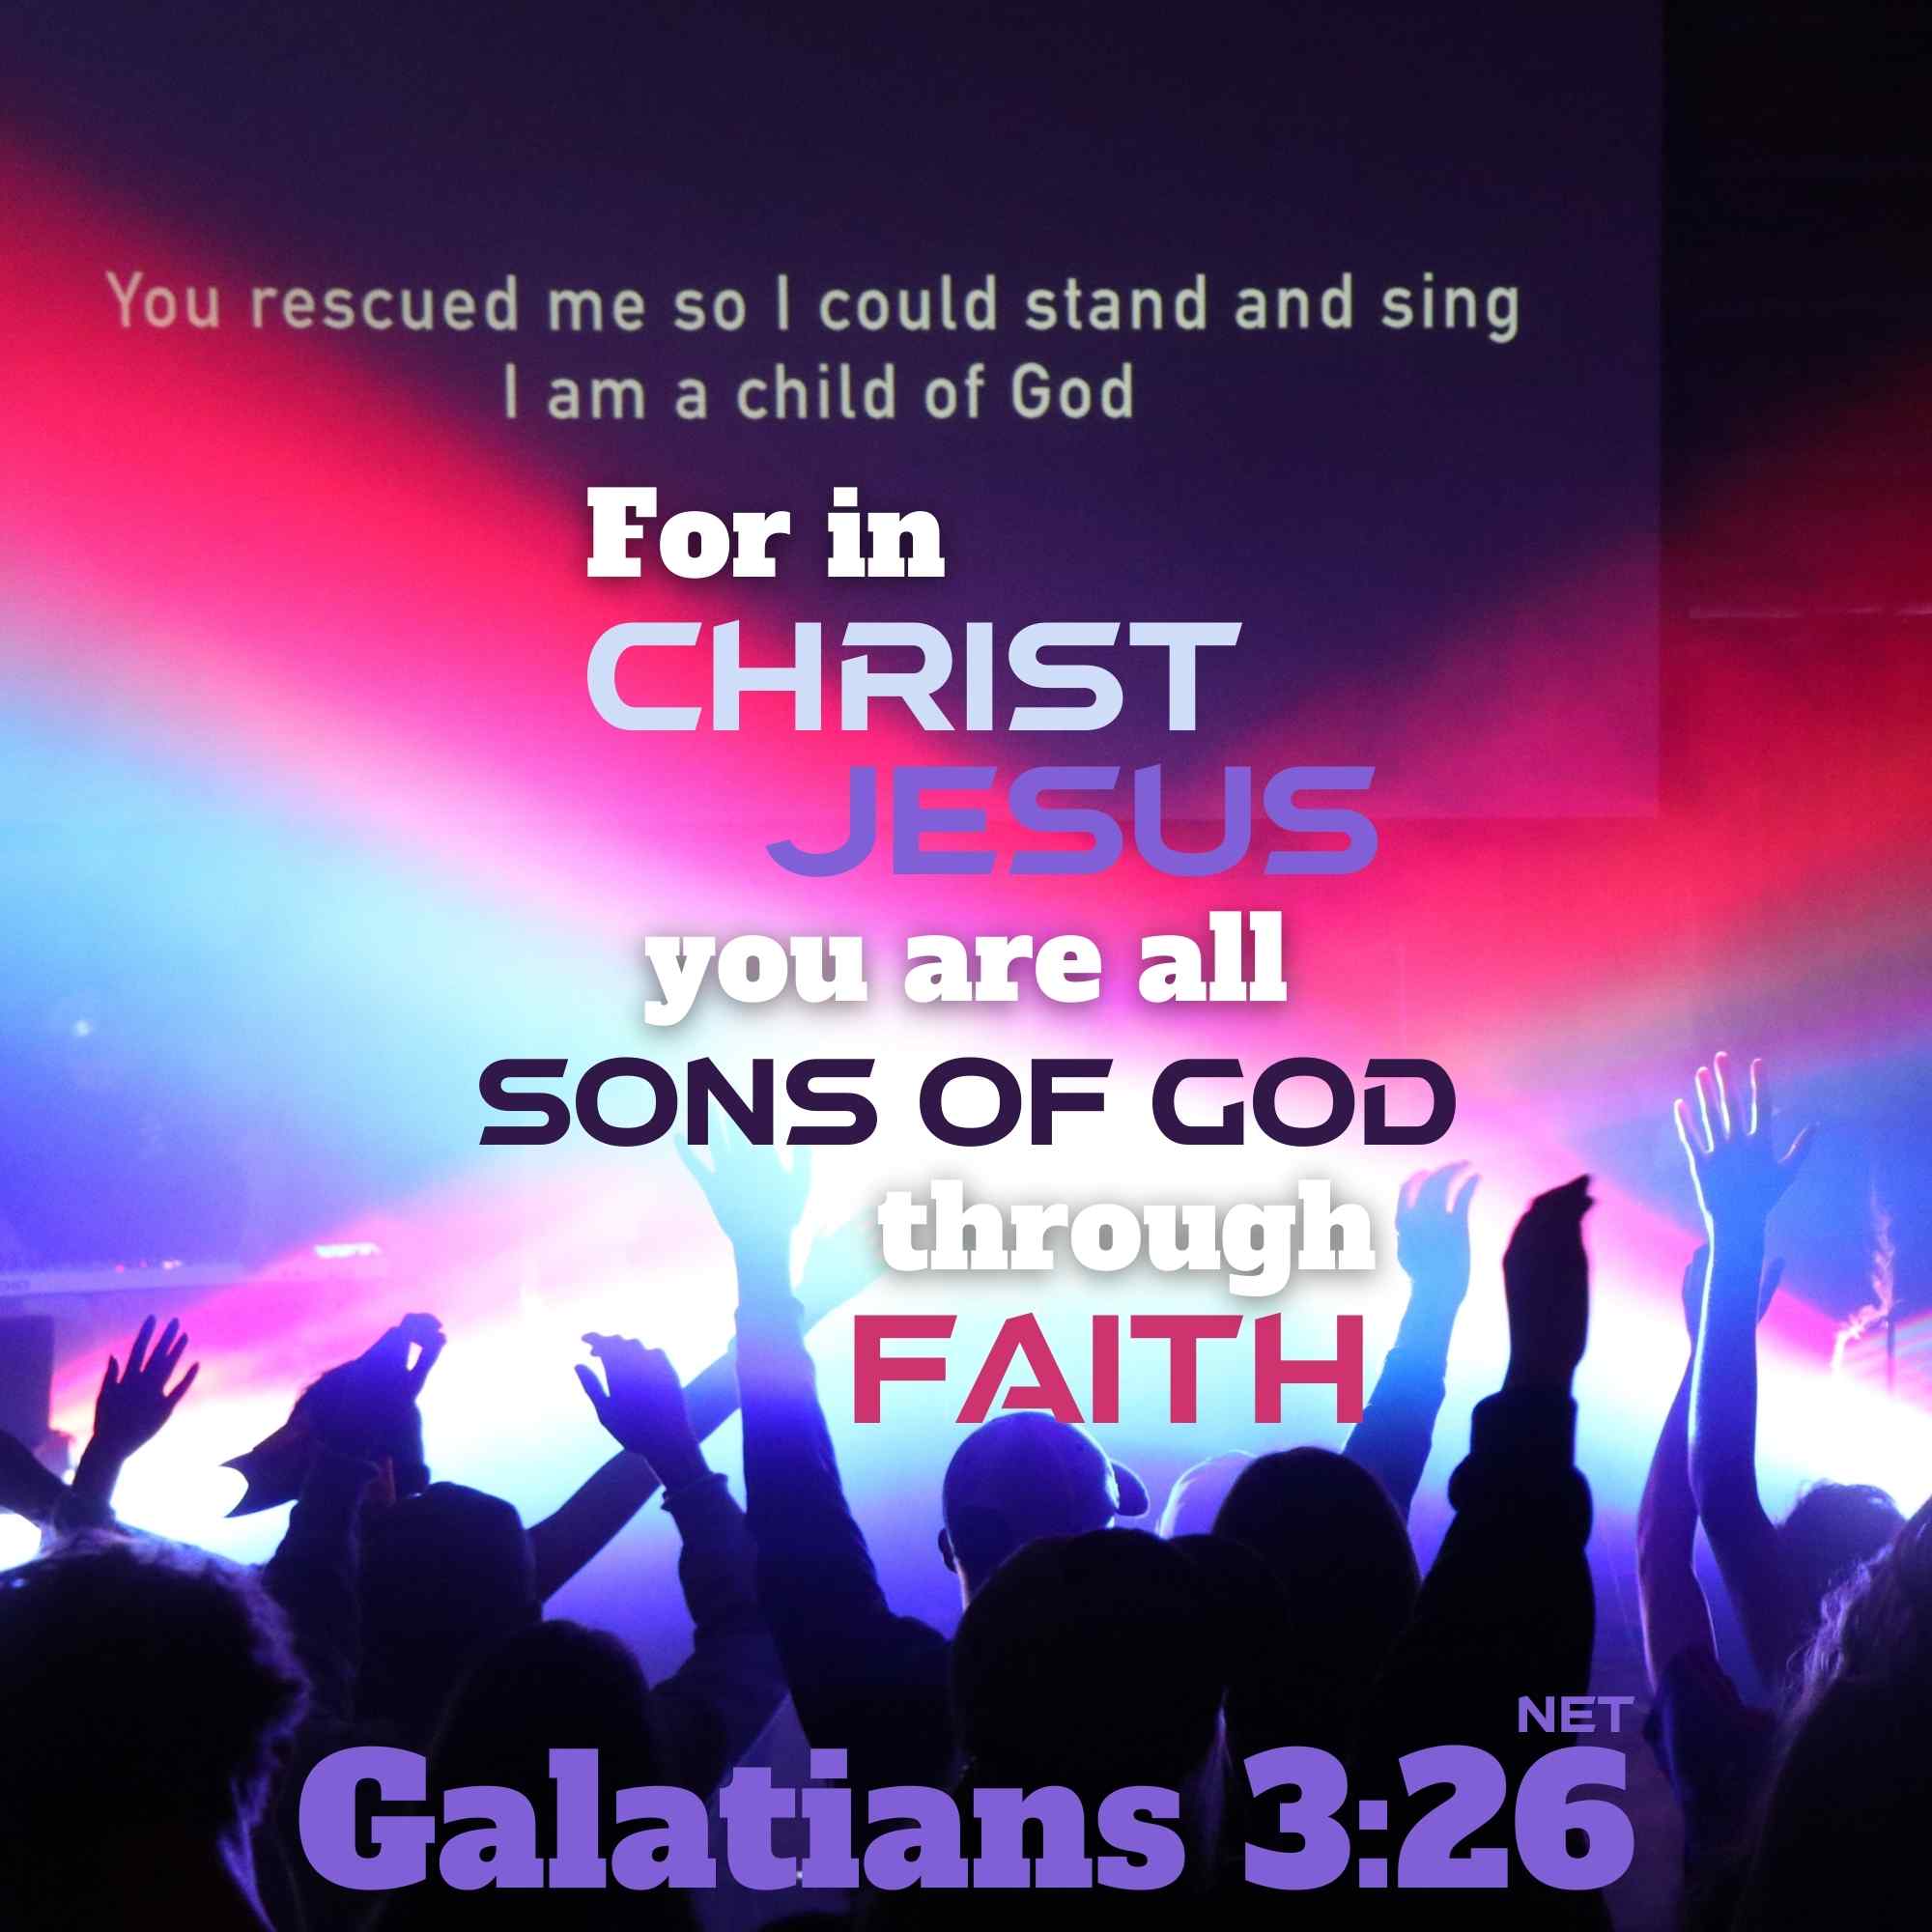 You rescued me so I could stand and sing
I am a child of God
For in
CHRIST
JESUS
you are all
SONS OF GOD
through
FAITH
NET
Galatians 3:26